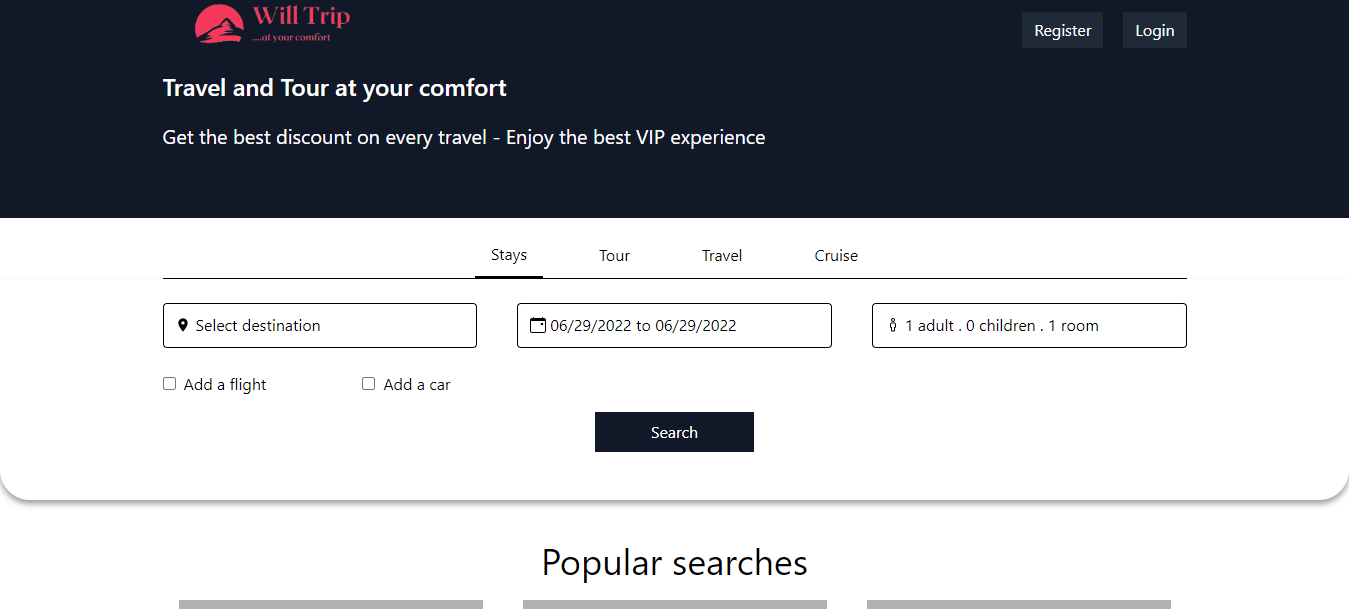 Will Trip
....at your comfort
Register
Login
Travel and Tour at your comfort
Get the best discount on every travel - Enjoy the best VIP experience
Stays
Tour
Travel
Cruise
Select destination
06/29/2022 to 06/29/2022
1 adult . 0 children . 1 room
Add a flight
Add a car
Search
Popular searches